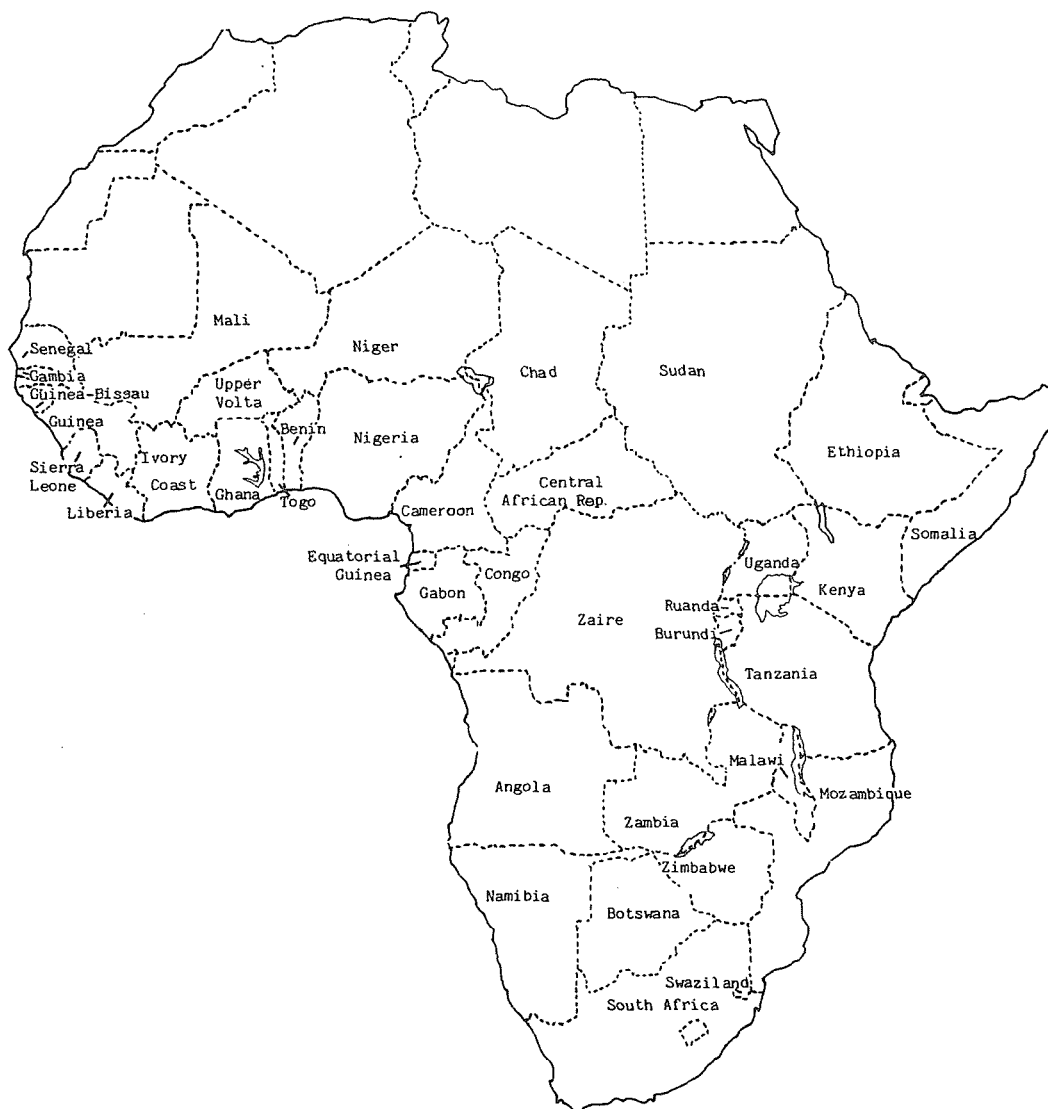 Mali
Senegal
Niger
Chad
Sudan
Gambia
Upper
Volta
Guinea-Bissau
Guinea
Benin
Nigeria
Ethiopia
Ivory
Coast
Sierra
Leone
Ghana
Togo
Liberia
Central
African Rep.
Cameroon
Somalia
Equatorial
Guinea
Congo
Uganda
Gabon
Kenya
Ruanda
Zaire
Burundi
Tanzania
Malawi
Angola
Mozambique
Zambia
Zimbabwe
Namibia
Botswana
Swaziland
South Africa